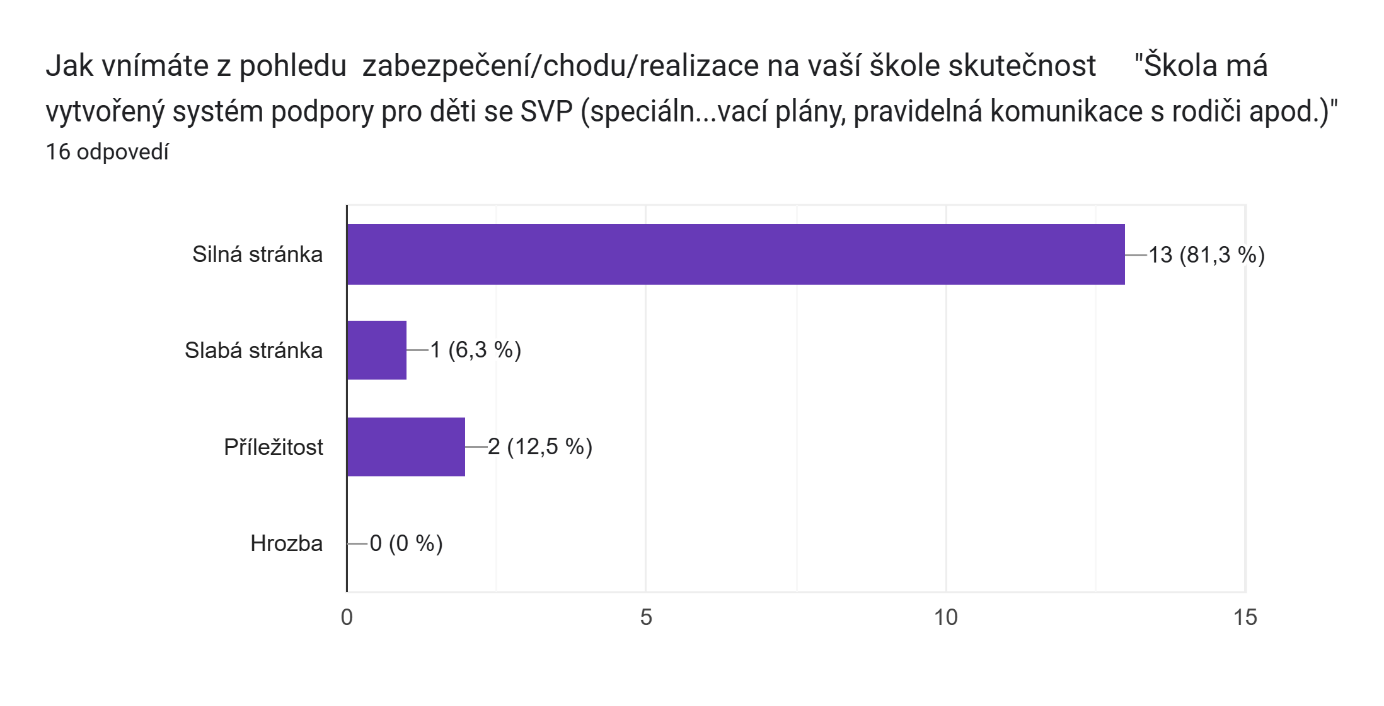 Jak vnímáte z pohledu  zabezpečení/chodu/realizace na vaší škole skutečnost     "Škola má
vytvořený systém podpory pro děti se SVP (speciáln...vací plány, pravidelná komunikace s rodiči apod.)"
16 odpovedí
Silná stránka
13 (81,3 %)
Slabá stránka
1 (6,3 %)
Příležitost
2 (12,5 %)
Hrozba
0 (0 %)
0 5 10 15